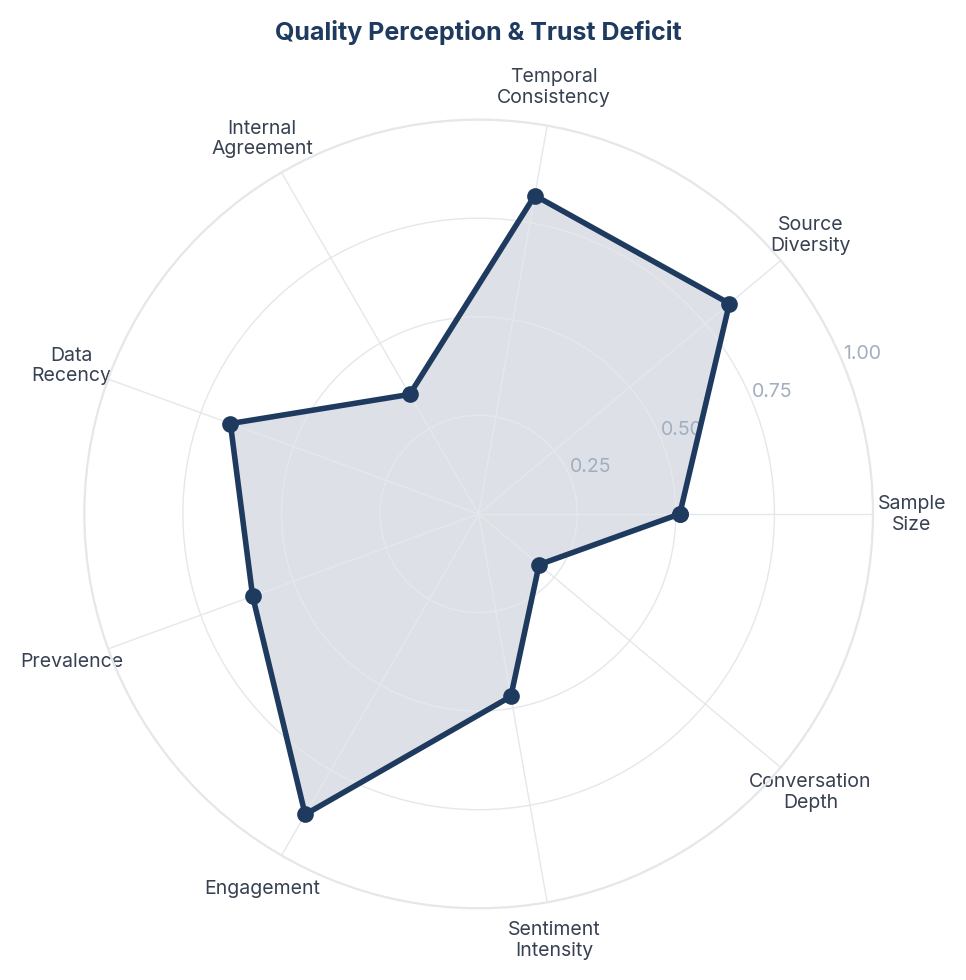 Quality Perception & Trust Deficit
Temporal
Consistency
Internal
Agreement
Source
Diversity
Data
Recency
1.00
0.75
0.50
0.25
Sample
Size
Prevalence
Conversation
Depth
Engagement
Sentiment
Intensity